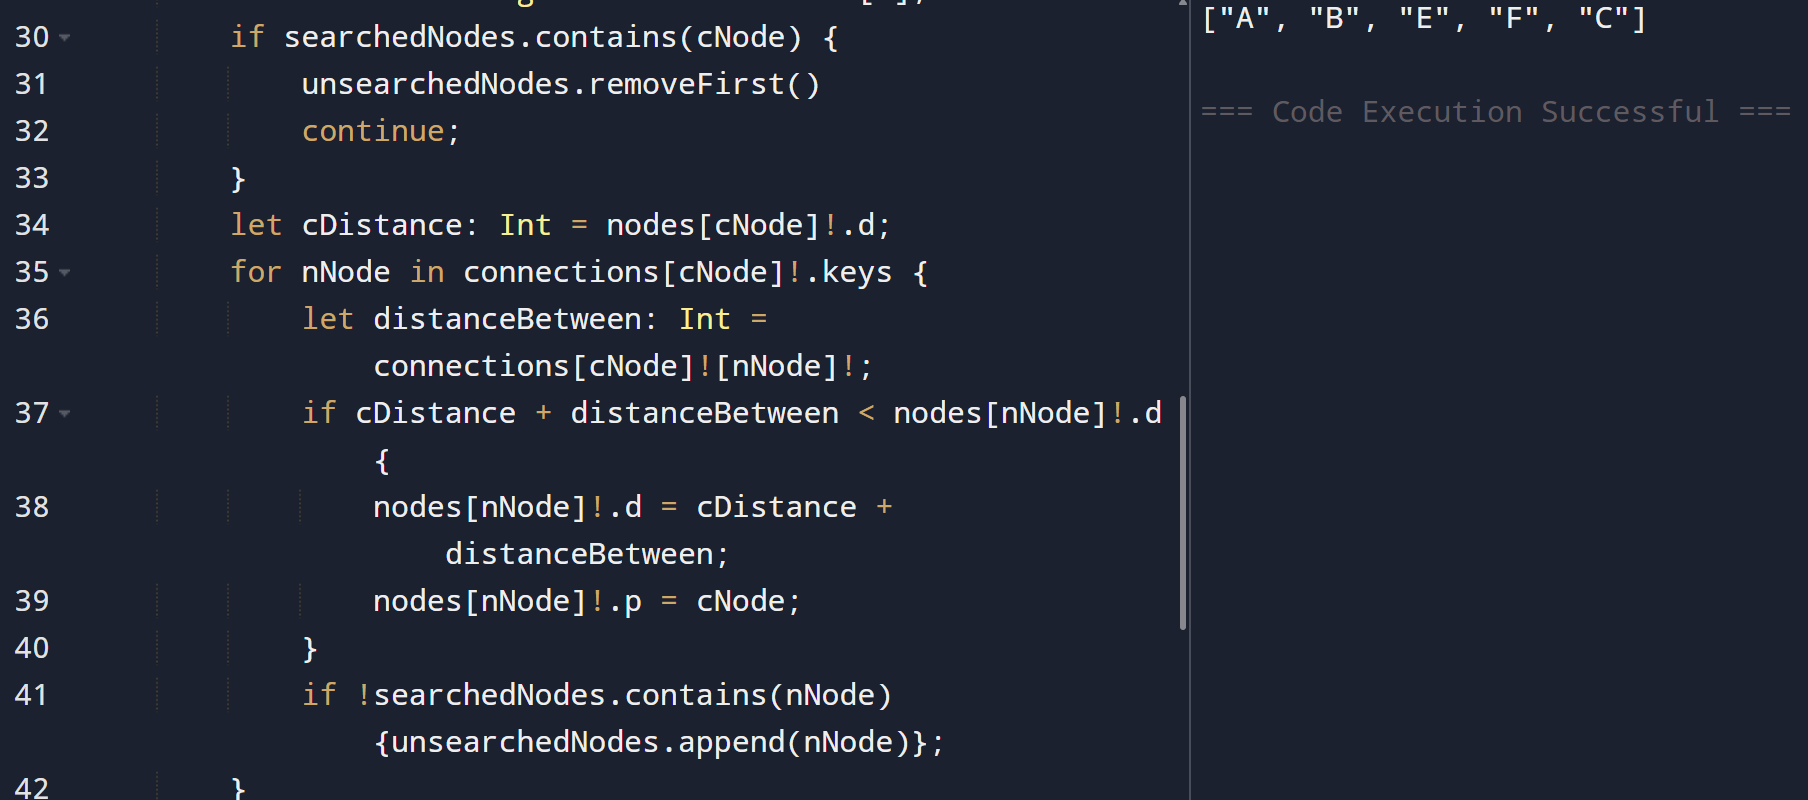 30 if searchedNodes.contains(cNode) {
31 unsearchedNodes.removeFirst()
32 continue;
33 }
34 let cDistance: Int = nodes[cNode]!.d;
35 for nNode in connections[cNode]!.keys {
36 let distanceBetween: Int =
connections[cNode]![nNode]!;
37 if cDistance + distanceBetween < nodes[nNode]!.d
{
38 nodes[nNode]!.d = cDistance +
distanceBetween;
39 nodes[nNode]!.p = cNode;
40 }
41 if !searchedNodes.contains(nNode)
{unsearchedNodes.append(nNode)};
42 }
["A", "B", "E", "F", "C"]
=== Code Execution Successful ===